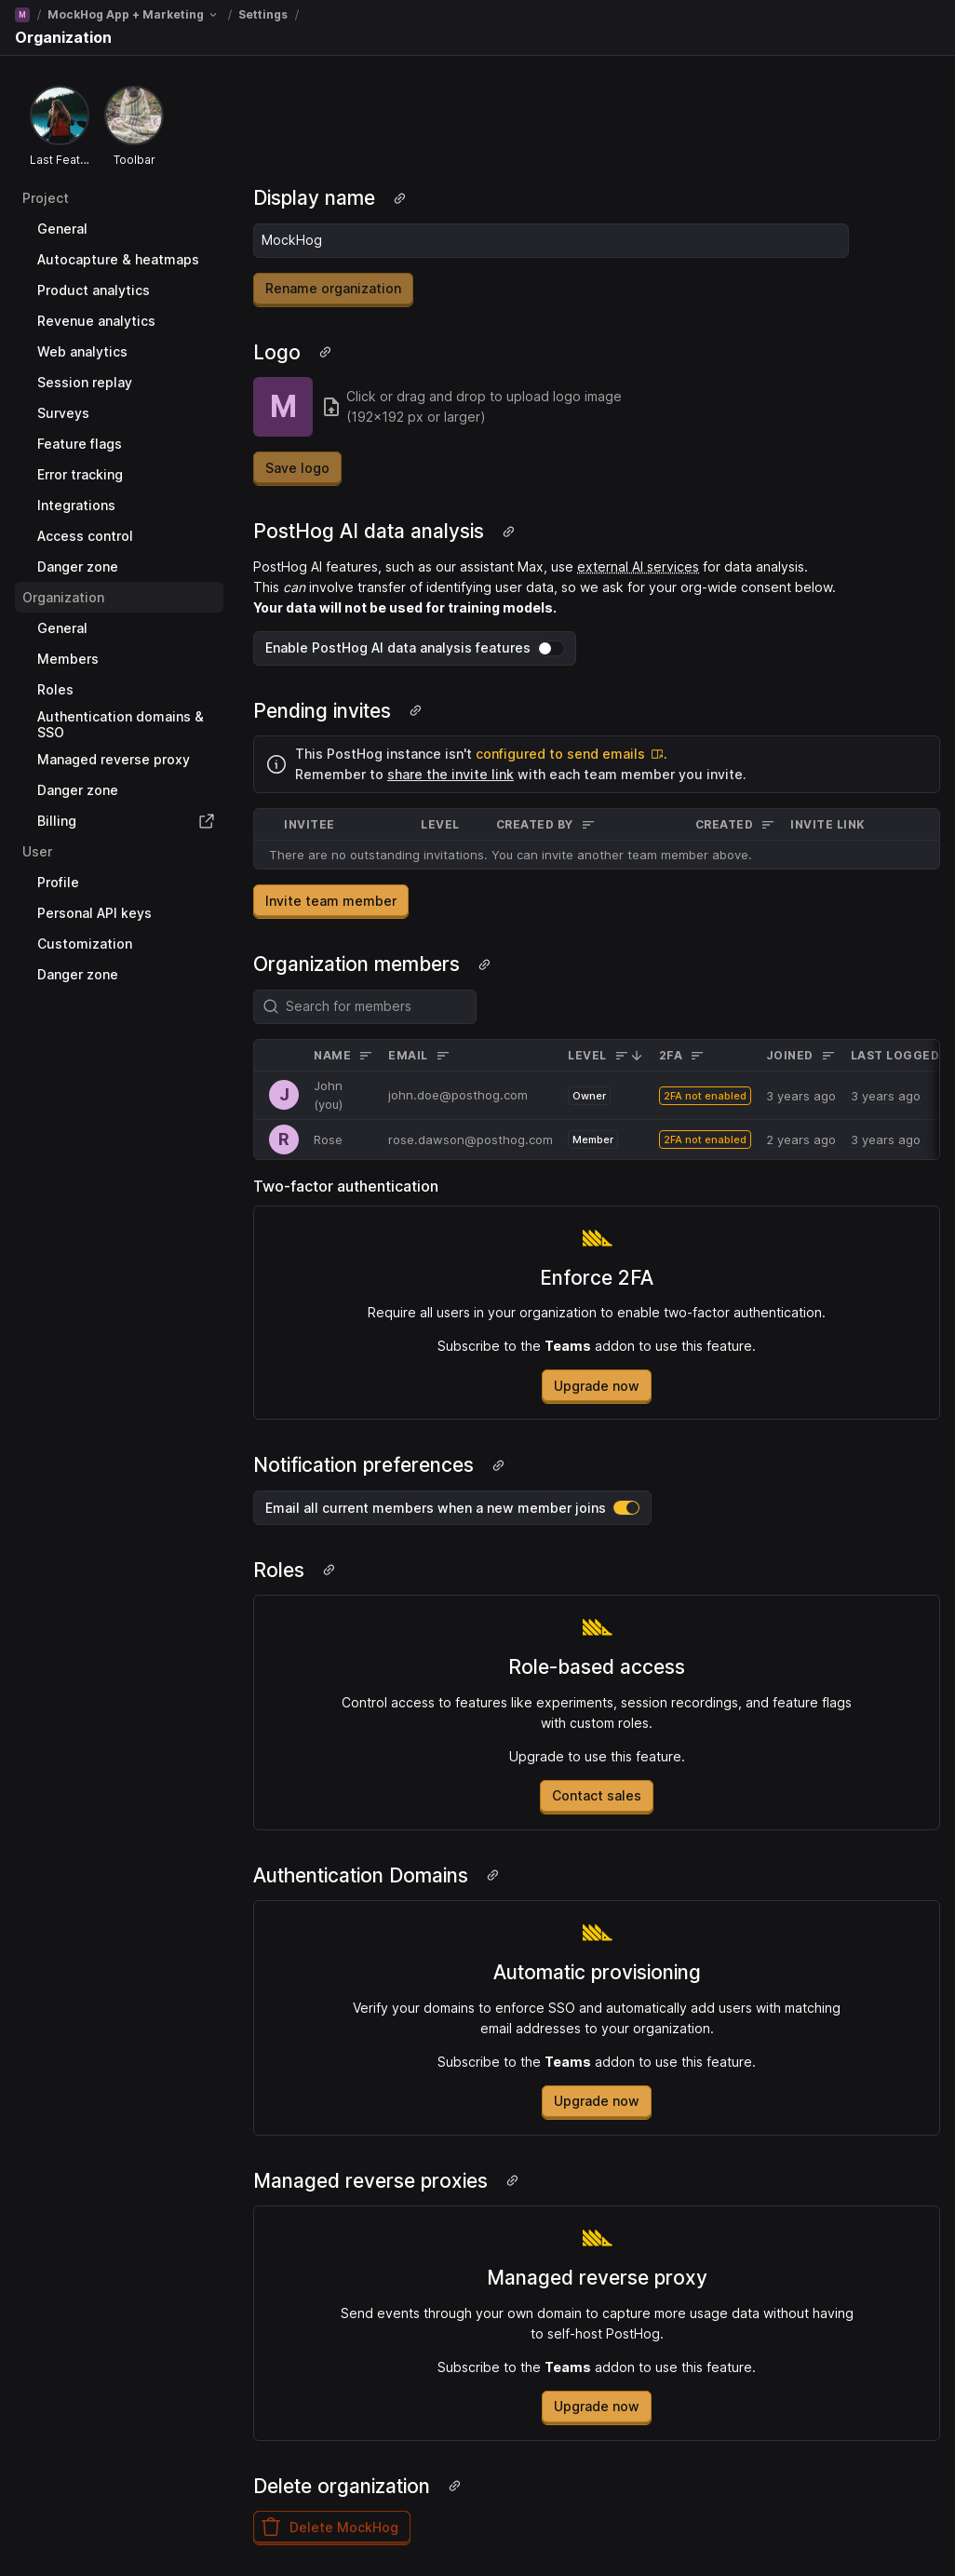 M / MockHog App + Marketing / Settings /
Organization
Last Feat...
Toolbar
Project
General
Autocapture & heatmaps
Product analytics
Revenue analytics
Web analytics
Session replay
Surveys
Feature flags
Error tracking
Integrations
Access control
Danger zone
Organization
General
Members
Roles
Authentication domains &
SSO
Managed reverse proxy
Danger zone
Billing
User
Profile
Personal API keys
Customization
Danger zone
Display name
MockHog
Rename organization
Logo
M
Click or drag and drop to upload logo image
(192x192 px or larger)
Save logo
PostHog AI data analysis
PostHog AI features, such as our assistant Max, use external AI services for data analysis.
This can involve transfer of identifying user data, so we ask for your org-wide consent below.
Your data will not be used for training models.
Enable PostHog AI data analysis features
Pending invites
This PostHog instance isn't configured to send emails.
Remember to share the invite link with each team member you invite.
INVITEE LEVEL CREATED BY CREATED INVITE LINK
There are no outstanding invitations. You can invite another team member above.
Invite team member
Organization members
Search for members
NAME EMAIL LEVEL 2FA JOINED LAST LOGGED
J John (you) john.doe@posthog.com Owner 2FA not enabled 3 years ago 3 years ago
R Rose rose.dawson@posthog.com Member 2FA not enabled 2 years ago 3 years ago
Two-factor authentication
Enforce 2FA
Require all users in your organization to enable two-factor authentication.
Subscribe to the Teams addon to use this feature.
Upgrade now
Notification preferences
Email all current members when a new member joins
Roles
Role-based access
Control access to features like experiments, session recordings, and feature flags
with custom roles.
Upgrade to use this feature.
Contact sales
Authentication Domains
Automatic provisioning
Verify your domains to enforce SSO and automatically add users with matching
email addresses to your organization.
Subscribe to the Teams addon to use this feature.
Upgrade now
Managed reverse proxies
Managed reverse proxy
Send events through your own domain to capture more usage data without having
to self-host PostHog.
Subscribe to the Teams addon to use this feature.
Upgrade now
Delete organization
Delete MockHog